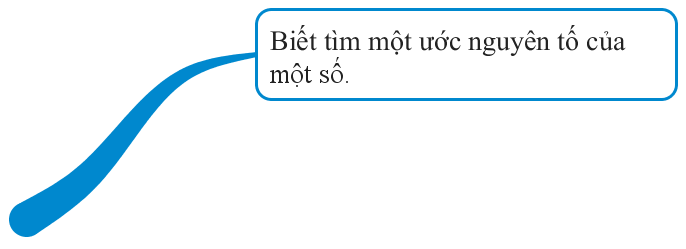 Biết tìm một ước nguyên tố của
một số.